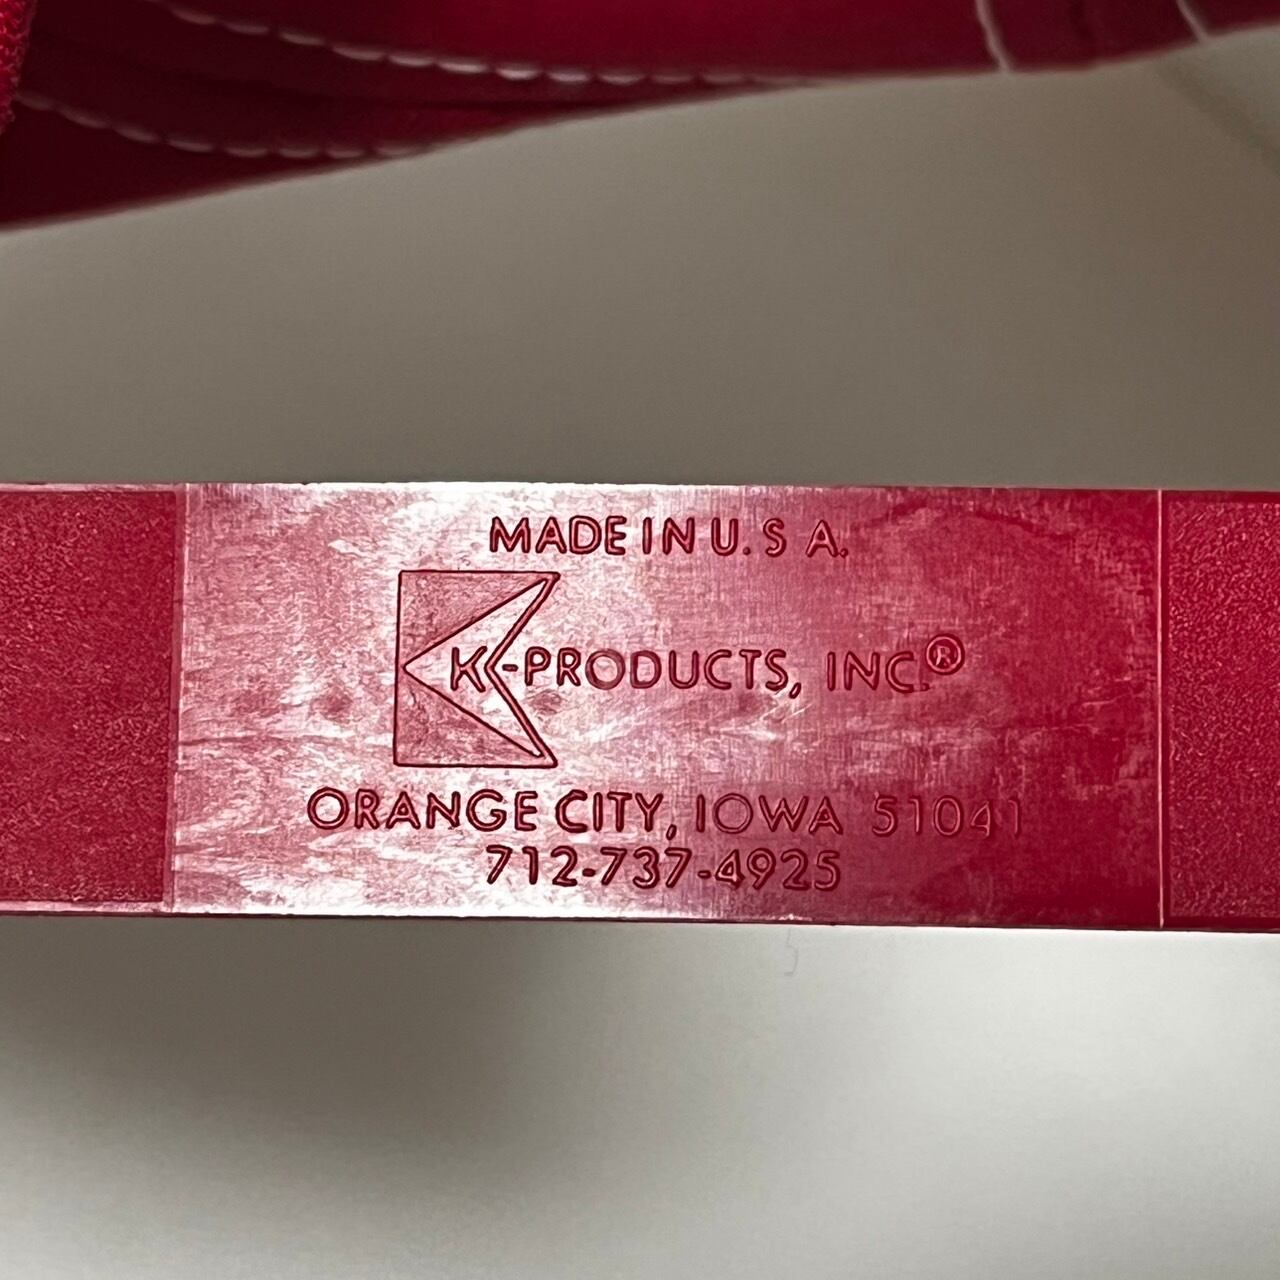 MADE IN U. S A.
K-PRODUCTS, INC.®
ORANGE CITY, IOWA 51041
712-737-4925